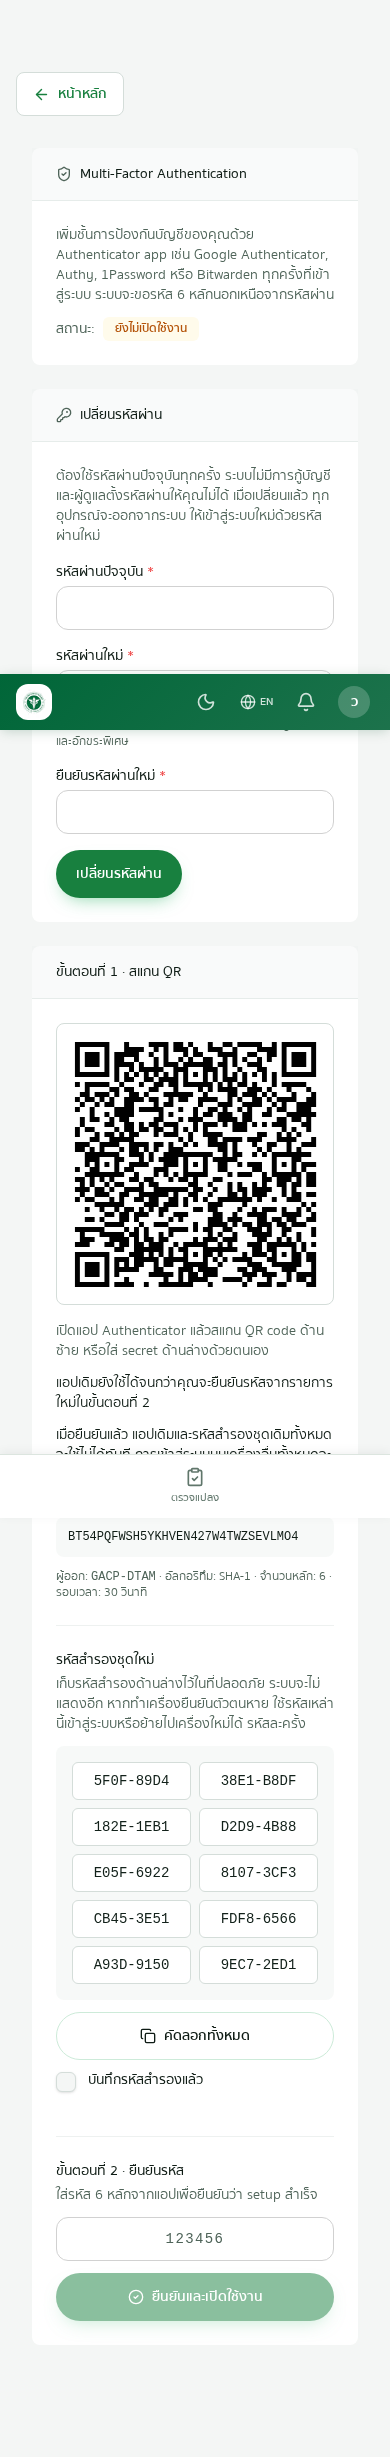 หน้าหลัก
Multi-Factor Authentication
เพิ่มชั้นการป้องกันบัญชีของคุณด้วย
Authenticator app เช่น Google Authenticator,
Authy, 1Password หรือ Bitwarden ทุกครั้งที่เข้า
สู่ระบบ ระบบจะขอรหัส 6 หลักนอกเหนือจากรหัสผ่าน
สถานะ: ยังไม่เปิดใช้งาน
เปลี่ยนรหัสผ่าน
ต้องใช้รหัสผ่านปัจจุบันทุกครั้ง ระบบไม่มีการกู้บัญชี
และผู้ดูแลตั้งรหัสผ่านให้คุณไม่ได้ เมื่อเปลี่ยนแล้ว ทุก
อุปกรณ์จะออกจากระบบ ให้เข้าสู่ระบบใหม่ด้วยรหัส
ผ่านใหม่
รหัสผ่านปัจจุบัน *
รหัสผ่านใหม่ *
EN
ว
และอักขระพิเศษ
ยืนยันรหัสผ่านใหม่ *
เปลี่ยนรหัสผ่าน
ขั้นตอนที่ 1 · สแกน QR
เปิดแอป Authenticator แล้วสแกน QR code ด้าน
ซ้าย หรือใส่ secret ด้านล่างด้วยตนเอง
แอปเดิมยังใช้ได้จนกว่าคุณจะยืนยันรหัสจากรายการ
ใหม่ในขั้นตอนที่ 2
เมื่อยืนยันแล้ว แอปเดิมและรหัสสำรองชุดเดิมทั้งหมด
ตรวจแปลง
BT54PQFWSH5YKHVEN427W4TWZSEVLMO4
ผู้ออก: GACP-DTAM · อัลกอริทึม: SHA-1 · จำนวนหลัก: 6 ·
รอบเวลา: 30 วินาที
รหัสสำรองชุดใหม่
เก็บรหัสสำรองด้านล่างไว้ในที่ปลอดภัย ระบบจะไม่
แสดงอีก หากทำเครื่องยืนยันตัวตนหาย ใช้รหัสเหล่า
นี้เข้าสู่ระบบหรือย้ายไปเครื่องใหม่ได้ รหัสละครั้ง
5F0F-89D4 38E1-B8DF
182E-1EB1 D2D9-4B88
E05F-6922 8107-3CF3
CB45-3E51 FDF8-6566
A93D-9150 9EC7-2ED1
คัดลอกทั้งหมด
บันทึกรหัสสำรองแล้ว
ขั้นตอนที่ 2 · ยืนยันรหัส
ใส่รหัส 6 หลักจากแอปเพื่อยืนยันว่า setup สำเร็จ
123456
ยืนยันและเปิดใช้งาน